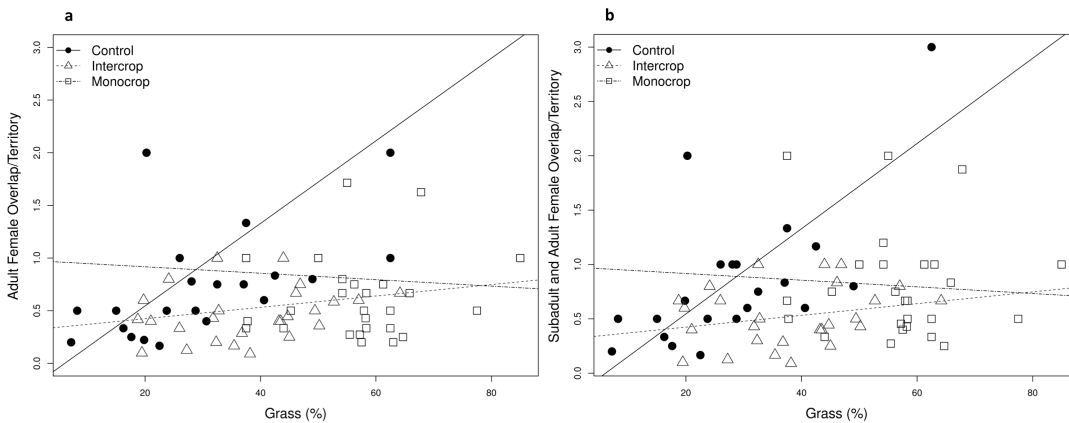 a
Adult Female Overlap/Territory
3.0
2.5
2.0
1.5
1.0
0.5
0.0
Control
Intercrop
Monocrop
20
40
60
80
Grass (%)
b
Subadult and Adult Female Overlap/Territory
3.0
2.5
2.0
1.5
1.0
0.5
0.0
Control
Intercrop
Monocrop
20
40
60
80
Grass (%)